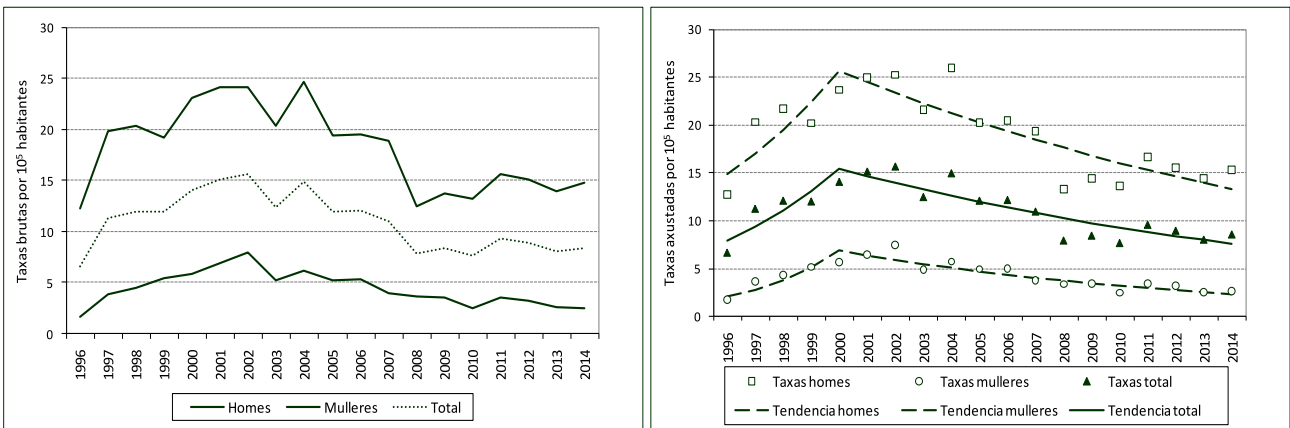 Taxas brutas por 10⁵ habitantes
30
25
20
15
10
5
0
1996 1997 1998 1999 2000 2001 2002 2003 2004 2005 2006 2007 2008 2009 2010 2011 2012 2013 2014
Homes Mulleres Total
Taxas axustadas por 10⁵ habitantes
30
25
20
15
10
5
0
1996 1997 1998 1999 2000 2001 2002 2003 2004 2005 2006 2007 2008 2009 2010 2011 2012 2013 2014
Taxas homes Taxas mulleres Taxas total
Tendencia homes Tendencia mulleres Tendencia total